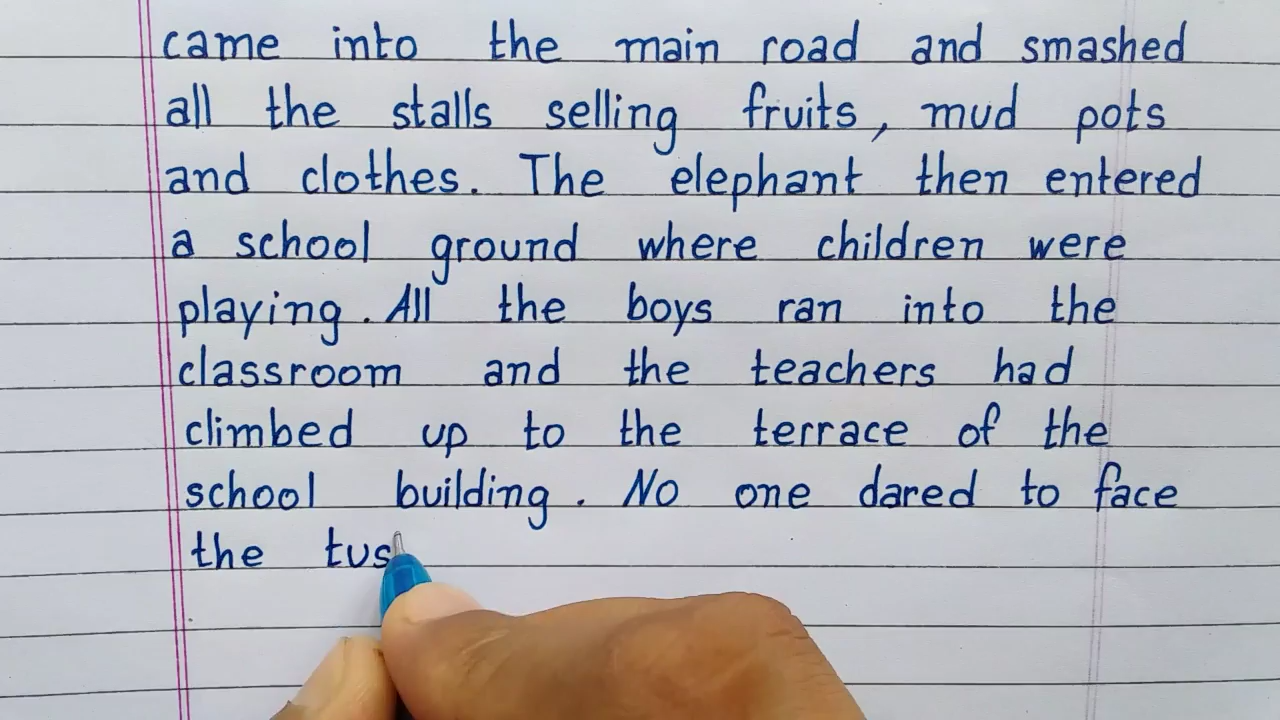 came into the main road and smashed
all the stalls selling fruits, mud pots
and clothes. The elephant then entered
a school ground where children were
playing. All the boys ran into the
classroom and the teachers had
climbed up to the terrace of the
school building. No one dared to face
the tus